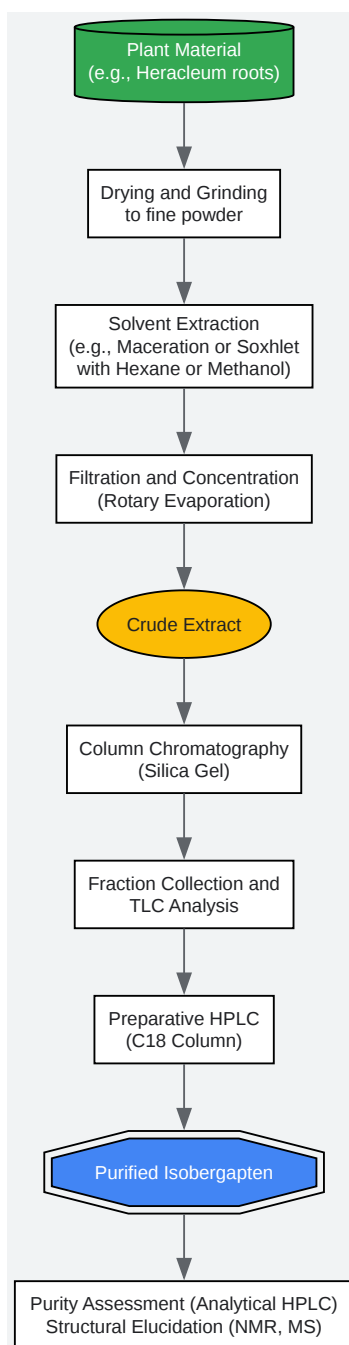 Plant Material
(e.g., Heracleum roots)
Drying and Grinding
to fine powder
Solvent Extraction
(e.g., Maceration or Soxhlet
with Hexane or Methanol)
Filtration and Concentration
(Rotary Evaporation)
Crude Extract
Column Chromatography
(Silica Gel)
Fraction Collection and
TLC Analysis
Preparative HPLC
(C18 Column)
Purified Isobergapten
Purity Assessment (Analytical HPLC)
Structural Elucidation (NMR, MS)